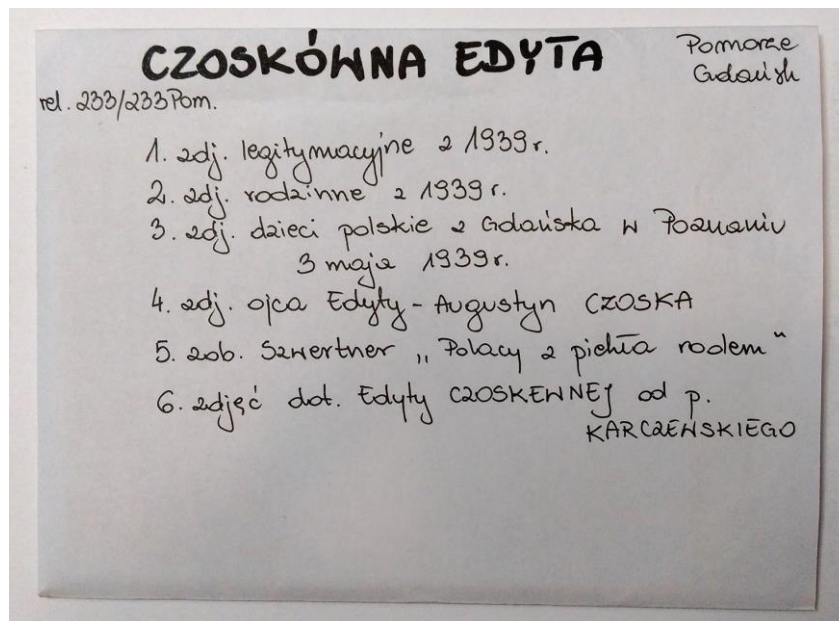 CZOSKÓWNA EDYTA
Pomorze
Gdańsk
rel. 233/233 Pom.
1. zdj. legitymacyjne z 1939 r.
2. zdj. rodzinne z 1939 r.
3. zdj. dzieci polskie z Gdańska w Poznaniu
3 maja 1939 r.
4. zdj. ojca Edyty - Augustyn CZOSKA
5. zob. Szwertner „Polacy z piekła rodem"
6. zdjęć dot. Edyty CZOSKEWNEJ od p.
KARCZEWSKIEGO